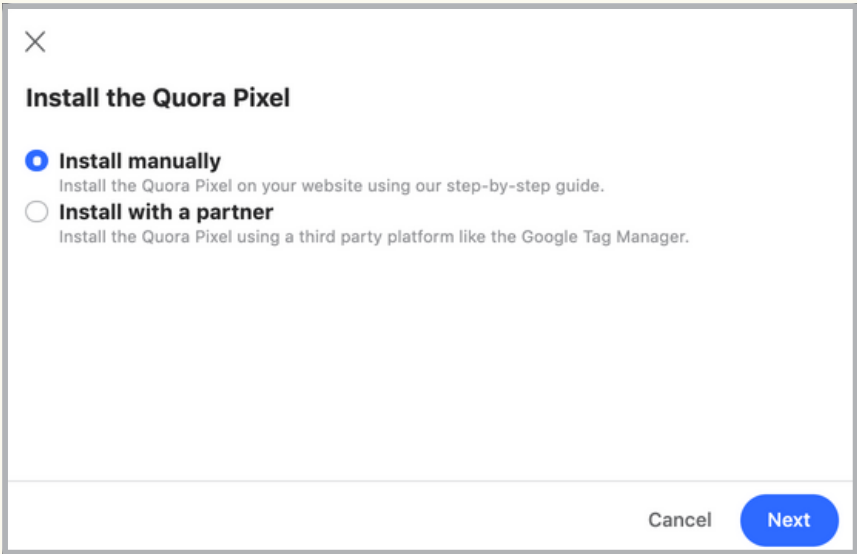 Install the Quora Pixel
Install manually
Install the Quora Pixel on your website using our step-by-step guide.
Install with a partner
Install the Quora Pixel using a third party platform like the Google Tag Manager.
Cancel
Next